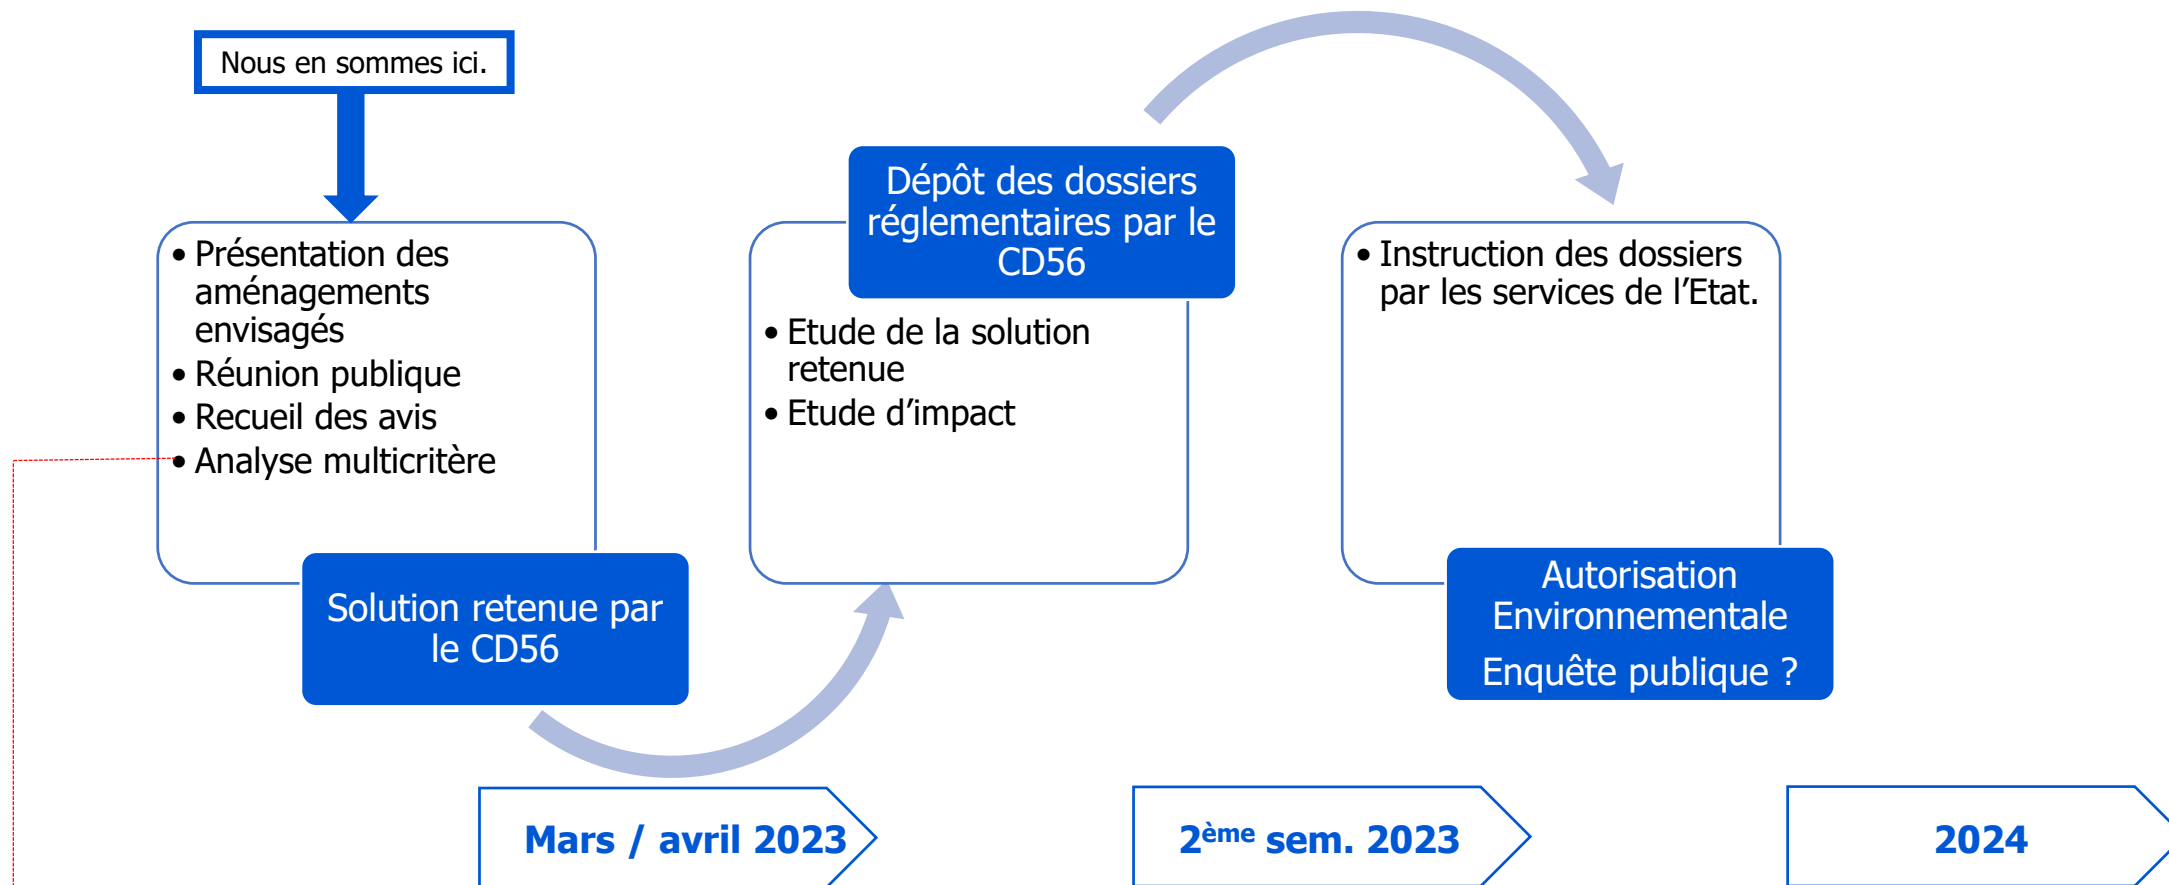 Nous en sommes ici.
• Présentation des
aménagements
envisagés
• Réunion publique
• Recueil des avis
• Analyse multicritère
Solution retenue par
le CD56
Dépôt des dossiers
réglementaires par le
CD56
• Etude de la solution
retenue
• Etude d’impact
• Instruction des dossiers
par les services de l’Etat.
Autorisation
Environnementale
Enquête publique ?
Mars / avril 2023
2ème sem. 2023
2024